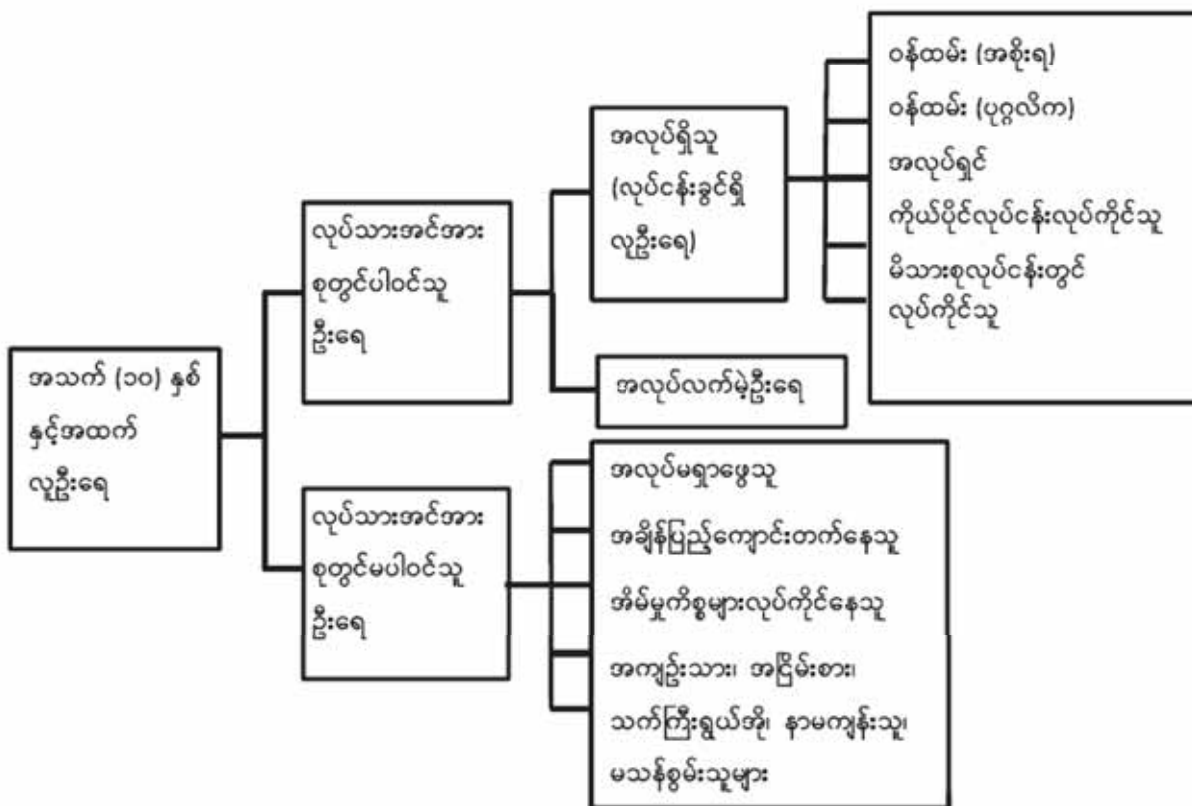 အသက် (၁၀) နှစ်
နှင့်အထက်
လူဦးရေ
လုပ်သားအင်အား
စုတွင်ပါဝင်သူ
ဦးရေ
အလုပ်ရှိသူ
(လုပ်ငန်းခွင်ရှိ
လူဦးရေ)
ဝန်ထမ်း (အစိုးရ)
ဝန်ထမ်း (ပုဂ္ဂလိက)
အလုပ်ရှင်
ကိုယ်ပိုင်လုပ်ငန်းလုပ်ကိုင်သူ
မိသားစုလုပ်ငန်းတွင်
လုပ်ကိုင်သူ
အလုပ်လက်မဲ့ဦးရေ
လုပ်သားအင်အား
စုတွင်မပါဝင်သူ
ဦးရေ
အလုပ်မရှာဖွေသူ
အချိန်ပြည့်ကျောင်းတက်နေသူ
အိမ်မှုကိစ္စများလုပ်ကိုင်နေသူ
အကျဉ်းသား၊ အငြိမ်းစား၊
သက်ကြီးရွယ်အို၊ နာမကျန်းသူ၊
မသန်စွမ်းသူများ